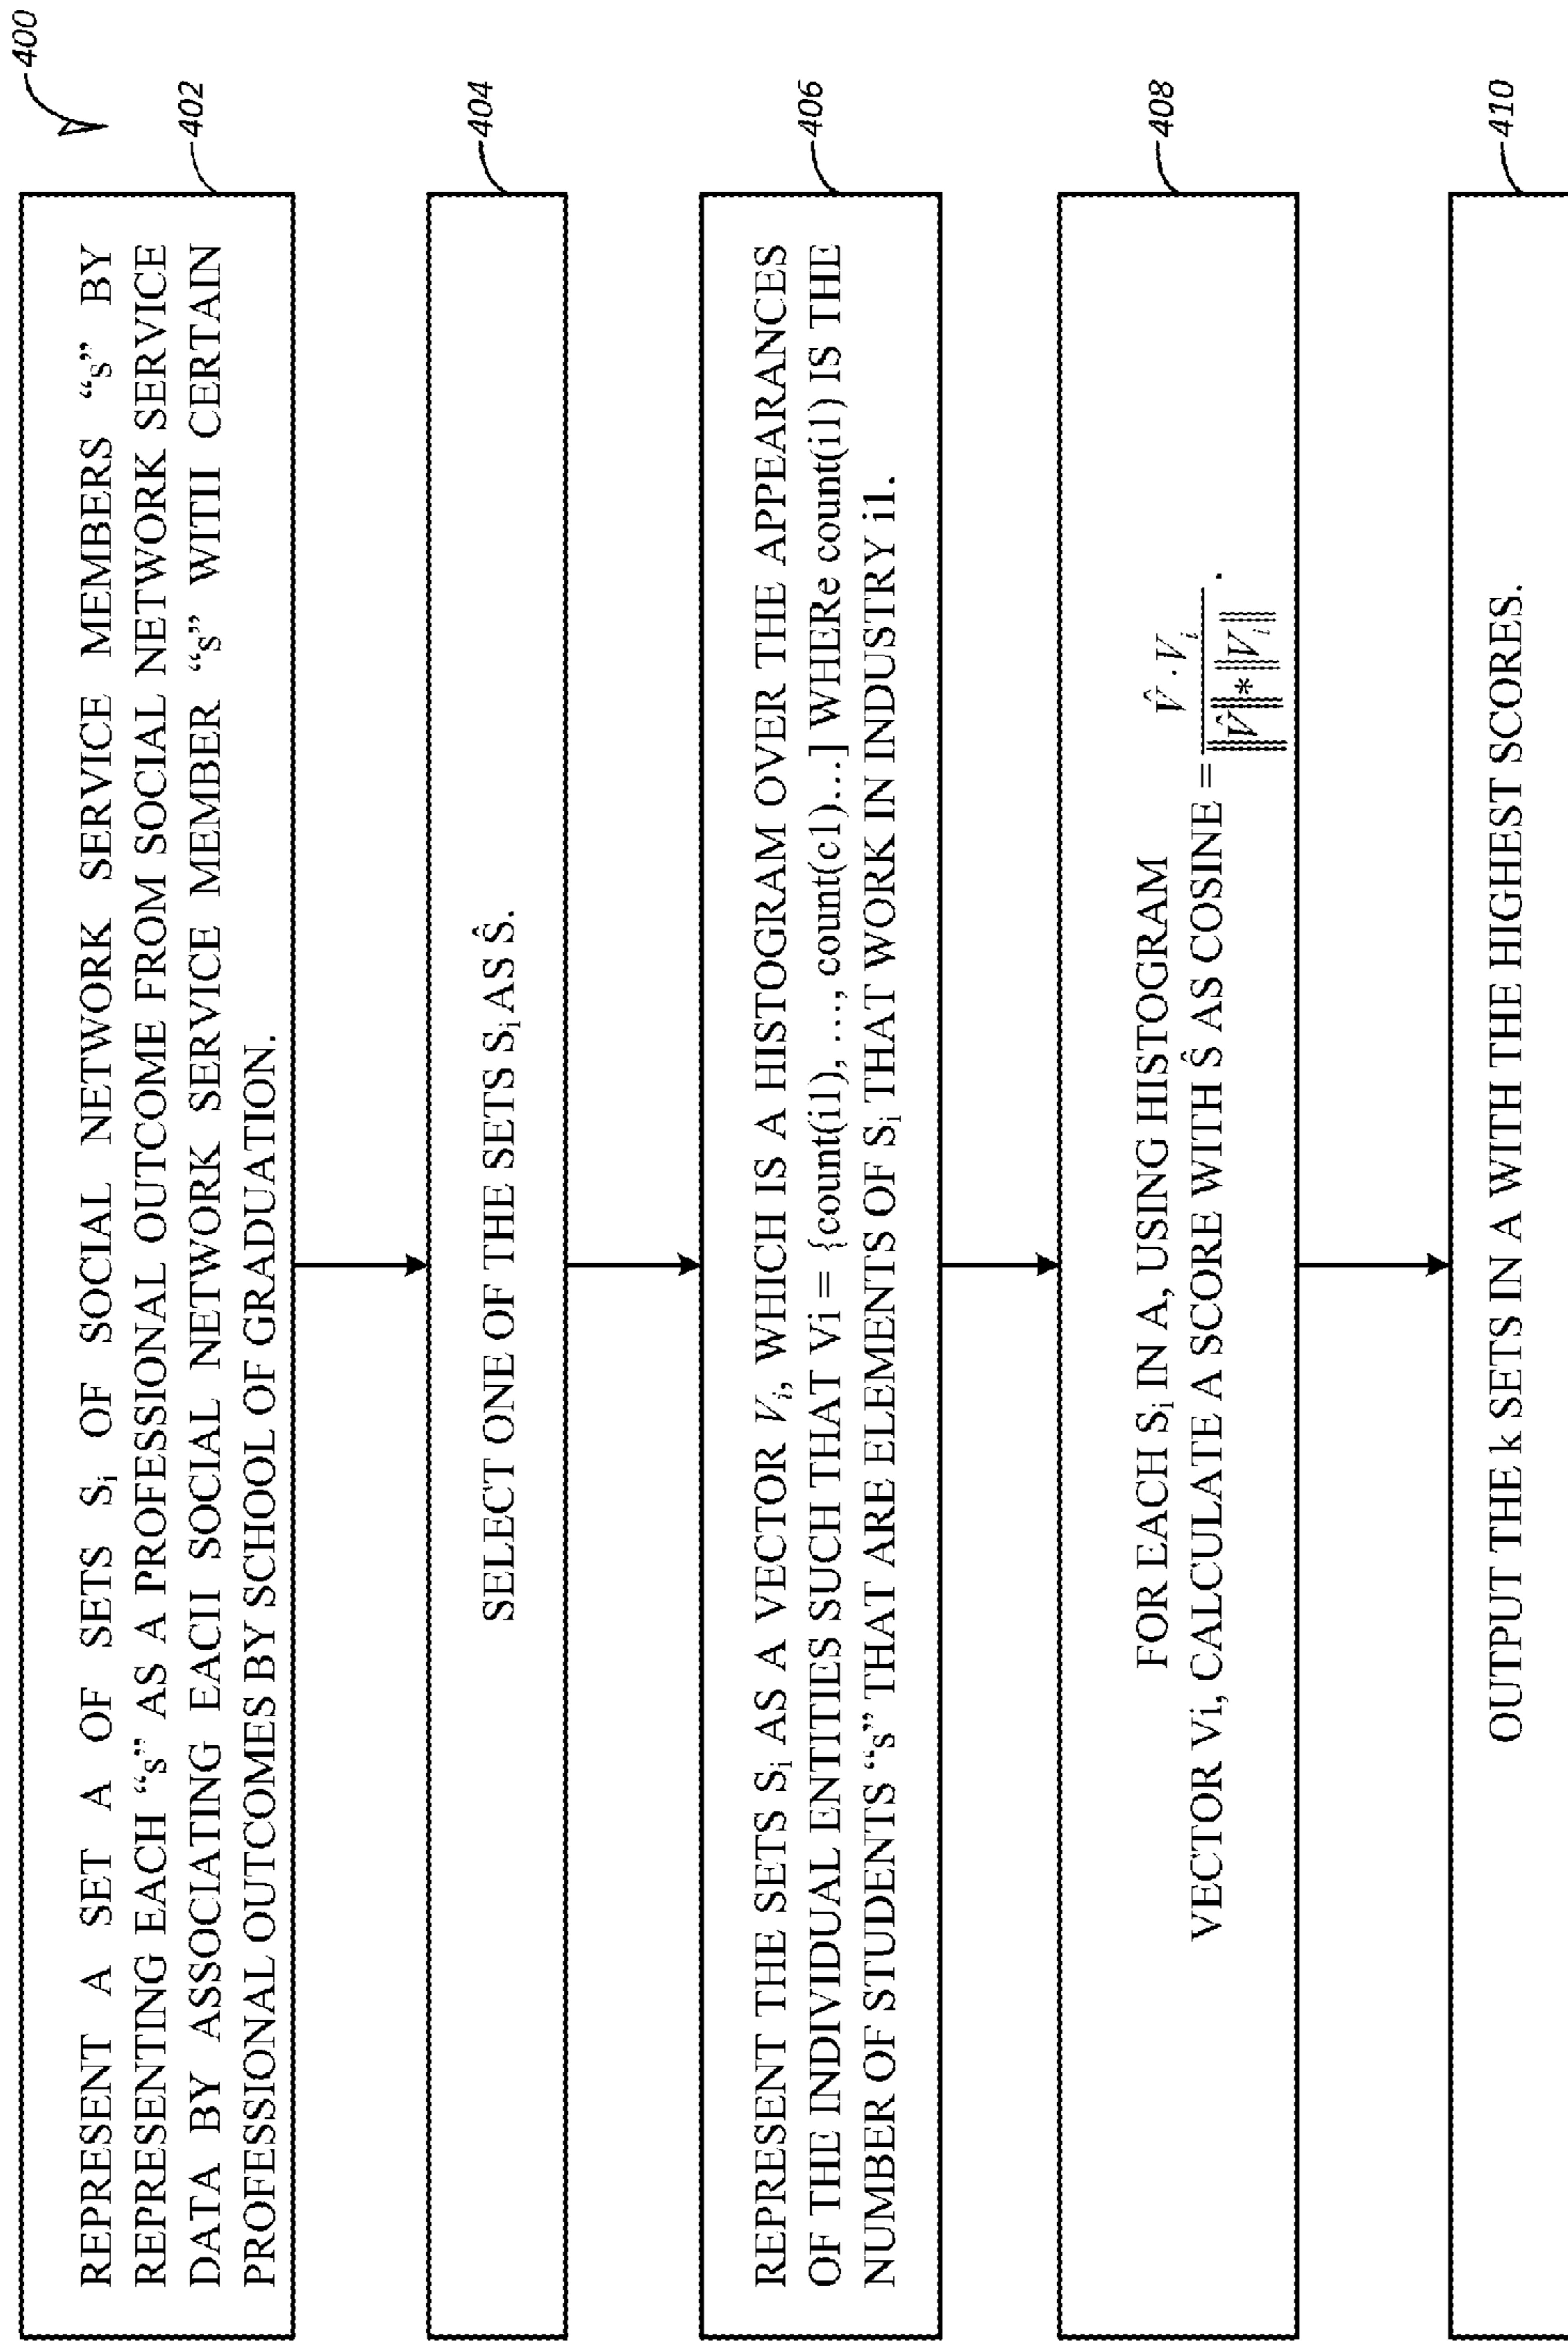 400
REPRESENT A SET A OF SETS Si OF SOCIAL NETWORK SERVICE MEMBERS “s” BY
REPRESENTING EACH “s” AS A PROFESSIONAL OUTCOME FROM SOCIAL NETWORK SERVICE
DATA BY ASSOCIATING EACII SOCIAL NETWORK SERVICE MEMBER “s” WITII CERTAIN
PROFESSIONAL OUTCOMES BY SCHOOL OF GRADUATION.
402
SELECT ONE OF THE SETS Si AS Ŝ.
404
REPRESENT THE SETS Si AS A VECTOR Vi, WHICH IS A HISTOGRAM OVER THE APPEARANCES
OF THE INDIVIDUAL ENTITIES SUCH THAT Vi = {count(i1), ..., count(c1)...] WHERe count(i1) IS THE
NUMBER OF STUDENTS “s” THAT ARE ELEMENTS OF Si THAT WORK IN INDUSTRY i1.
406
FOR EACH Si IN A, USING HISTOGRAM
VECTOR Vi, CALCULATE A SCORE WITH Ŝ AS COSINE = V̂ · Vi / ‖V̂‖ * ‖Vi‖ .
408
OUTPUT THE k SETS IN A WITH THE HIGHEST SCORES.
410